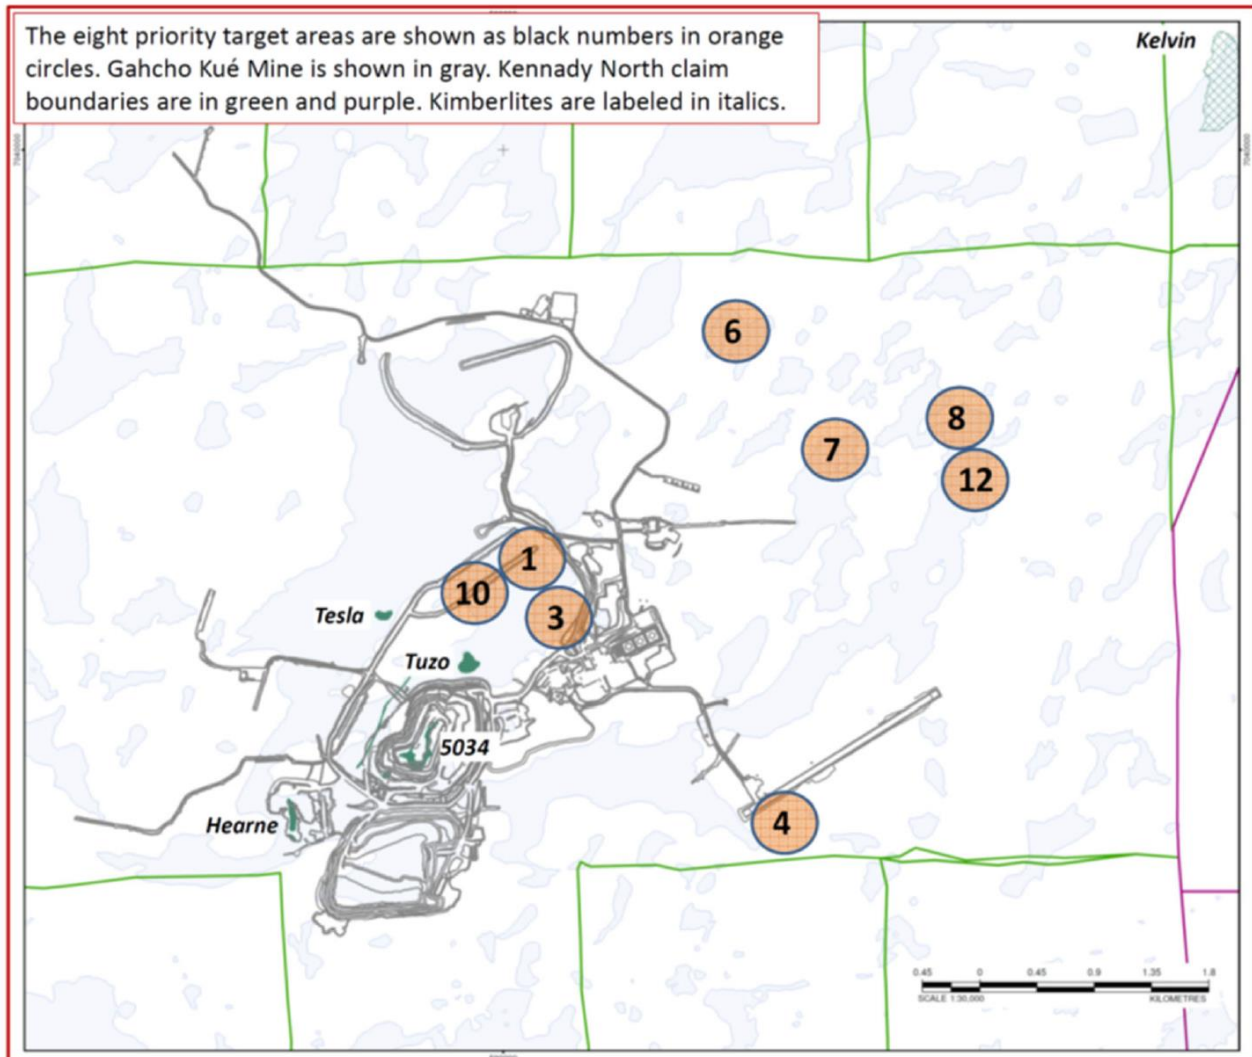 The eight priority target areas are shown as black numbers in orange
circles. Gahcho Kué Mine is shown in gray. Kennady North claim
boundaries are in green and purple. Kimberlites are labeled in italics.
Kelvin
7040000
7040000
6
8
7
12
1
10
3
Tesla
Tuzo
5034
Hearne
4
0.45 0 0.45 0.9 1.35 1.8
SCALE 1:30,000 KILOMETRES